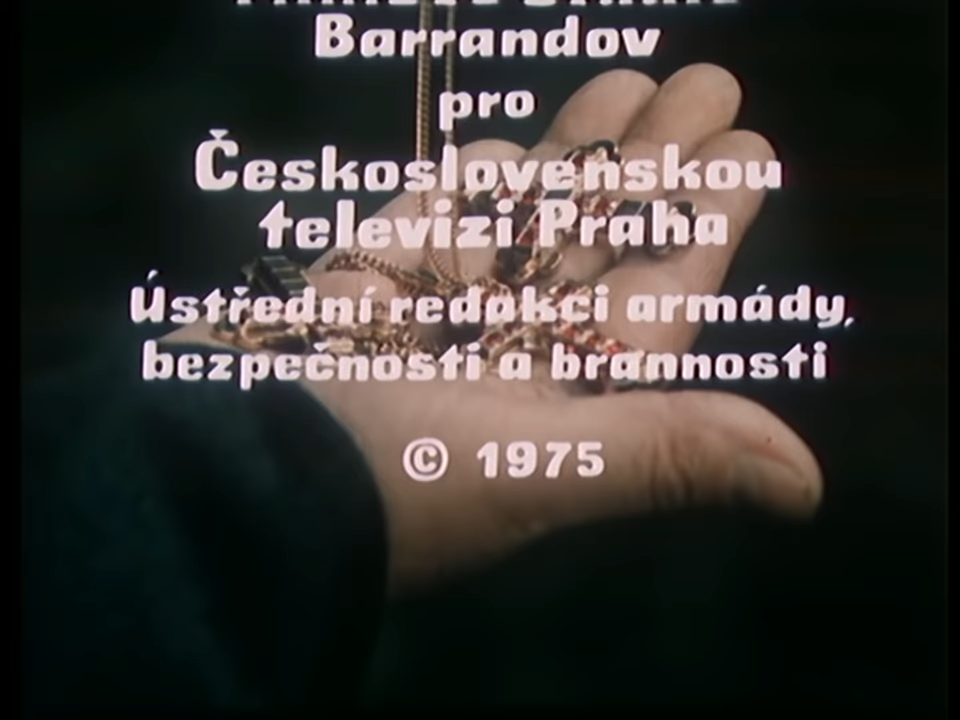 Barrandov
pro
Československou
televizi Praha
Ústřední redakci armády,
bezpečnosti a brannosti
© 1975